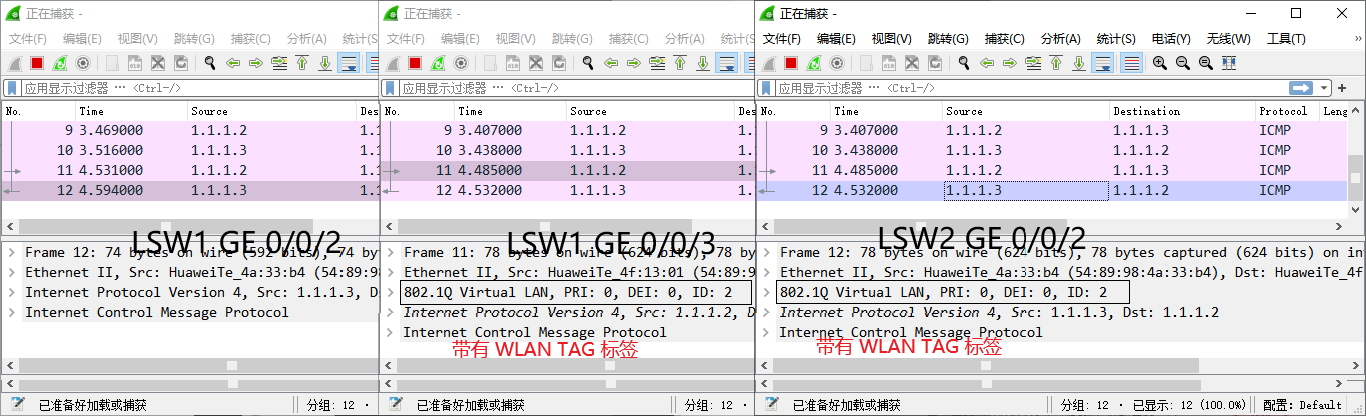 正在捕获 -
文件(F) 编辑(E) 视图(V) 跳转(G) 捕获(C) 分析(A)
应用显示过滤器 … <Ctrl-/>
No. Time Source Des
9 3.469000 1.1.1.2 1.1
10 3.516000 1.1.1.3 1.1
11 4.531000 1.1.1.2 1.1
12 4.594000 1.1.1.3 1.1
LSW1 GE 0/0/2
Frame 12: 74 bytes on wire (592 bits), 74 byt
Ethernet II, Src: HuaweiTe_4a:33:b4 (54:89:98
Internet Protocol Version 4, Src: 1.1.1.3, Ds
Internet Control Message Protocol
已准备好加载或捕获 分组: 12 ·
正在捕获 -
文件(F) 编辑(E) 视图(V) 跳转(G) 捕获(C) 分析(A)
应用显示过滤器 … <Ctrl-/>
No. Time Source Des
9 3.407000 1.1.1.2 1.1
10 3.438000 1.1.1.3 1.1
11 4.485000 1.1.1.2 1.1
12 4.532000 1.1.1.3 1.1
LSW1 GE 0/0/3
Frame 11: 78 bytes on wire (624 bits), 78 byt
Ethernet II, Src: HuaweiTe_4f:13:01 (54:89:98
802.1Q Virtual LAN, PRI: 0, DEI: 0, ID: 2
Internet Protocol Version 4, Src: 1.1.1.2, Ds
Internet Control Message Protocol
带有 WLAN TAG 标签
已准备好加载或捕获 分组: 12 ·
正在捕获 -
文件(F) 编辑(E) 视图(V) 跳转(G) 捕获(C) 分析(A) 统计(S) 电话(Y) 无线(W) 工具(T) »
应用显示过滤器 … <Ctrl-/>
No. Time Source Destination Protocol Leng
9 3.407000 1.1.1.2 1.1.1.3 ICMP
10 3.438000 1.1.1.3 1.1.1.2 ICMP
11 4.485000 1.1.1.2 1.1.1.3 ICMP
12 4.532000 1.1.1.3 1.1.1.2 ICMP
LSW2 GE 0/0/2
Frame 12: 78 bytes on wire (624 bits), 78 bytes captured (624 bits) on in
Ethernet II, Src: HuaweiTe_4a:33:b4 (54:89:98:4a:33:b4), Dst: HuaweiTe_4f
802.1Q Virtual LAN, PRI: 0, DEI: 0, ID: 2
Internet Protocol Version 4, Src: 1.1.1.3, Dst: 1.1.1.2
Internet Control Message Protocol
带有 WLAN TAG 标签
已准备好加载或捕获 分组: 12 · 已显示: 12 (100.0%) 配置: Default